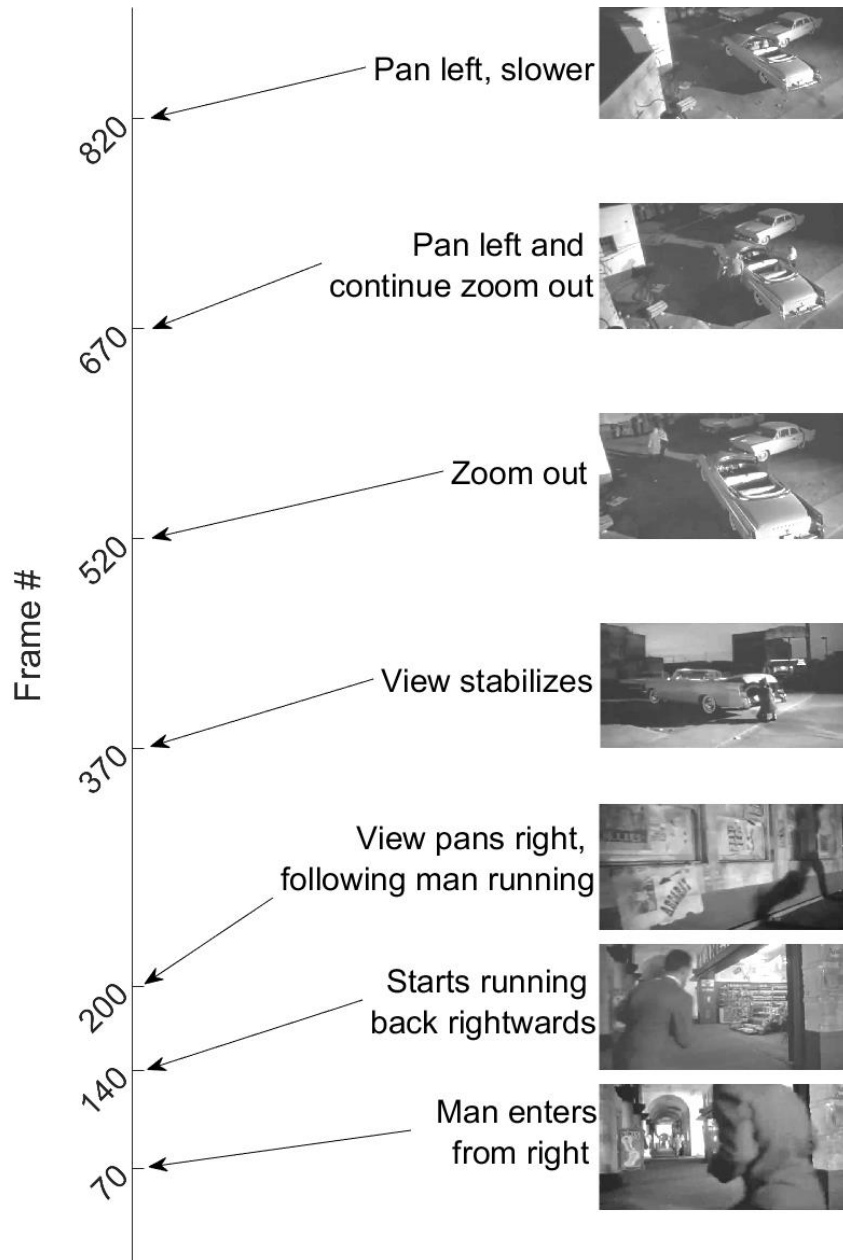 Pan left, slower
820
Pan left and
continue zoom out
670
Zoom out
520
Frame #
View stabilizes
370
View pans right,
following man running
200
Starts running
back rightwards
140
Man enters
from right
70